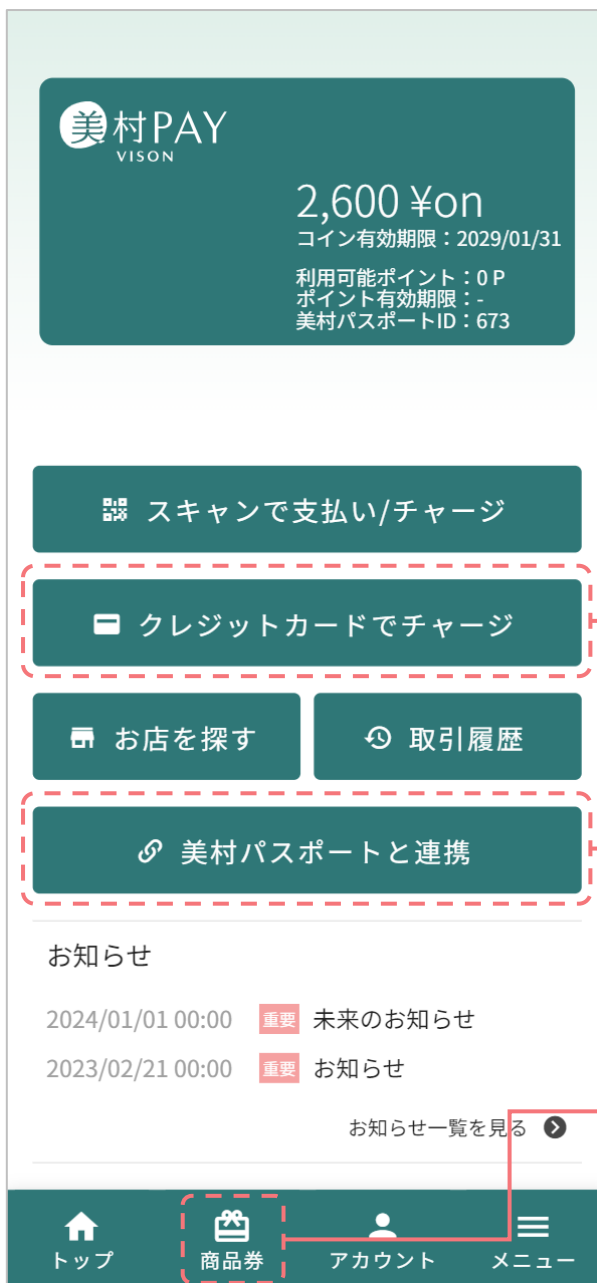 美村PAY
VISON
2,600 ¥on
コイン有効期限：2029/01/31
利用可能ポイント：0 P
ポイント有効期限：-
美村パスポートID：673
スキャンで支払い/チャージ
クレジットカードでチャージ
お店を探す
取引履歴
美村パスポートと連携
お知らせ
2024/01/01 00:00 重要 未来のお知らせ
2023/02/21 00:00 重要 お知らせ
お知らせ一覧を見る
トップ 商品券 アカウント メニュー